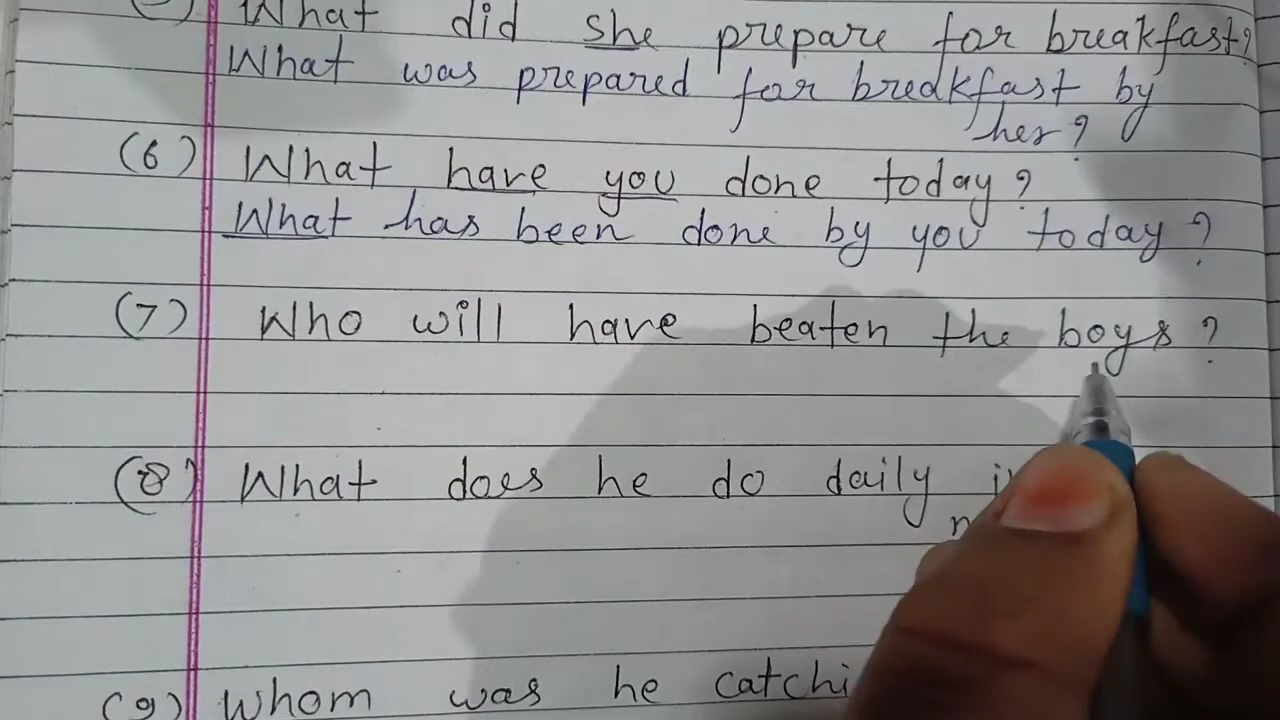 What did she prepare for breakfast?
What was prepared for breakfast by
her?
(6) What have you done today?
What has been done by you today?
(7) Who will have beaten the boys?
(8) What does he do daily
(9) Whom was he